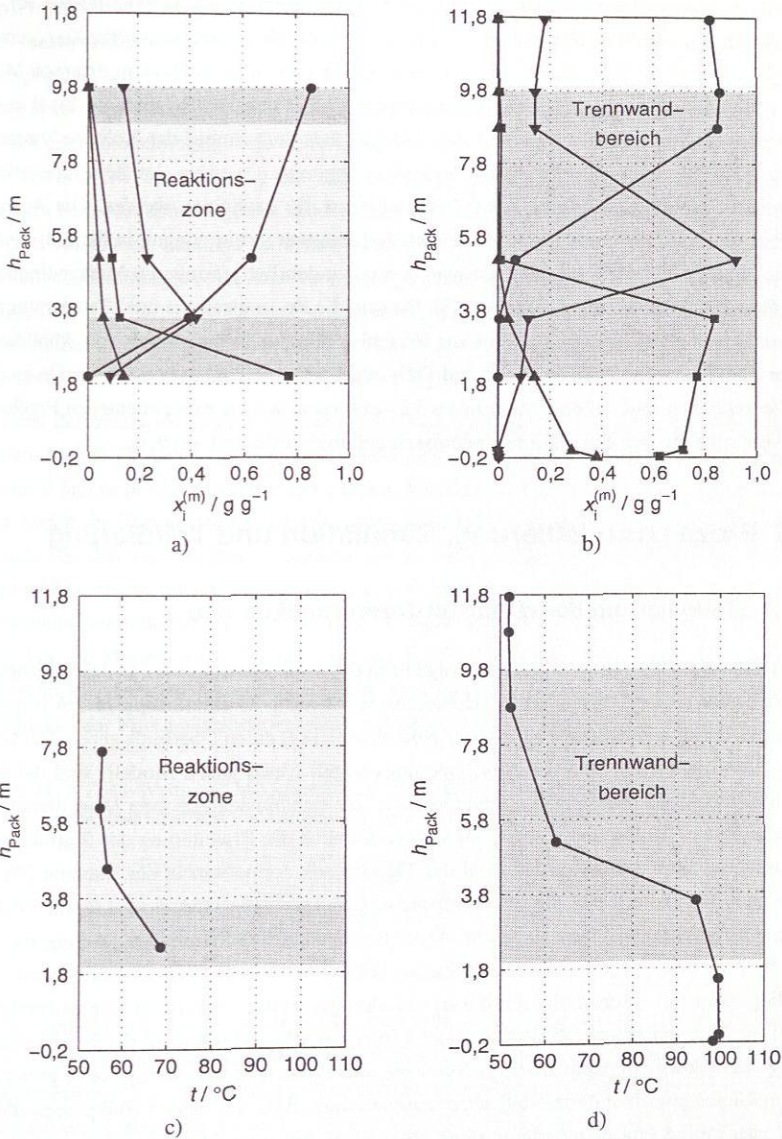 11,8
9,8
7,8
5,8
3,8
1,8
−0,2
h_Pack / m
Reaktions–
zone
0 0,2 0,4 0,6 0,8 1,0
x_i^(m) / g g⁻¹
a)
11,8
9,8
7,8
5,8
3,8
1,8
−0,2
h_Pack / m
Trennwand–
bereich
0 0,2 0,4 0,6 0,8 1,0
x_i^(m) / g g⁻¹
b)
11,8
9,8
7,8
5,8
3,8
1,8
−0,2
h_Pack / m
Reaktions–
zone
50 60 70 80 90 100 110
t / °C
c)
11,8
9,8
7,8
5,8
3,8
1,8
−0,2
h_Pack / m
Trennwand–
bereich
50 60 70 80 90 100 110
t / °C
d)